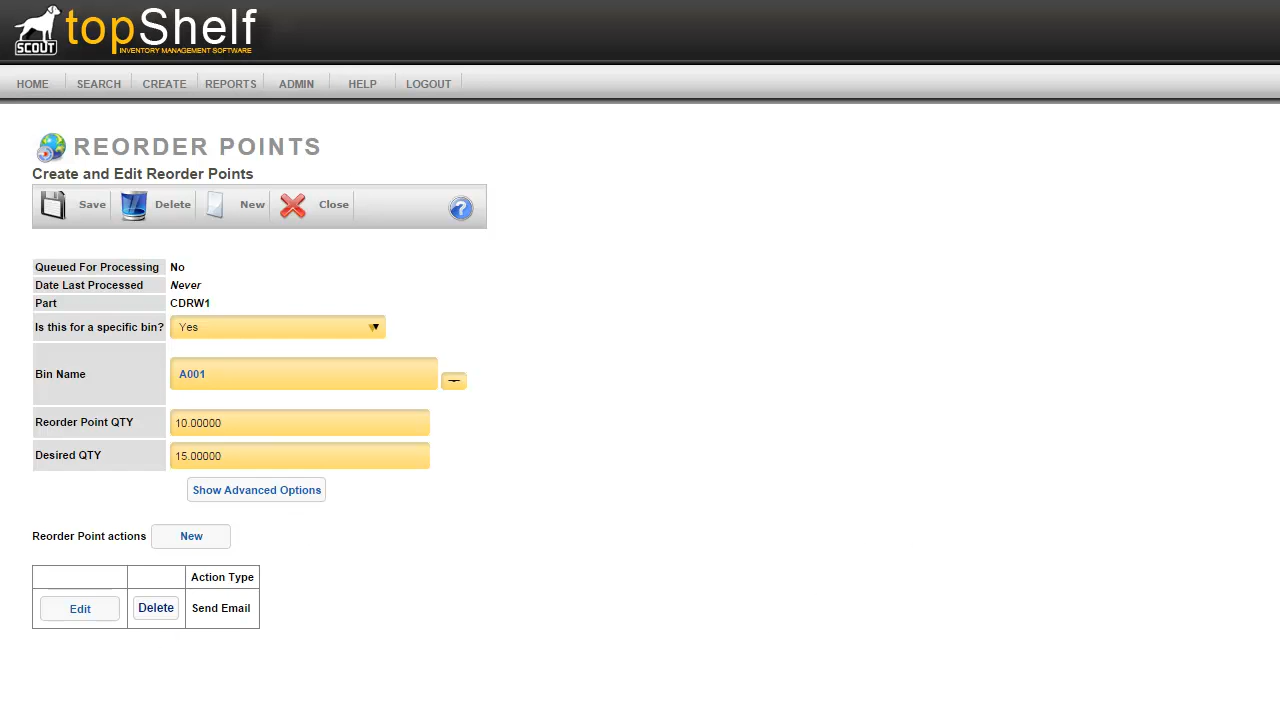 topShelf
SCOUT
INVENTORY MANAGEMENT SOFTWARE
HOME SEARCH CREATE REPORTS ADMIN HELP LOGOUT
REORDER POINTS
Create and Edit Reorder Points
Save Delete New Close ?
Queued For Processing No
Date Last Processed Never
Part CDRW1
Is this for a specific bin? Yes
Bin Name A001
Reorder Point QTY 10.00000
Desired QTY 15.00000
Show Advanced Options
Reorder Point actions New
Action Type
Edit Delete Send Email